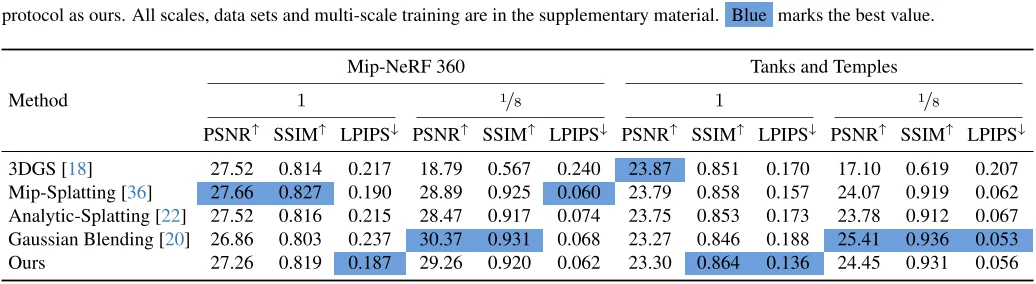 protocol as ours. All scales, data sets and multi-scale training are in the supplementary material. Blue marks the best value.
Mip-NeRF 360 Tanks and Temples
Method 1 1/8 1 1/8
PSNR↑ SSIM↑ LPIPS↓ PSNR↑ SSIM↑ LPIPS↓ PSNR↑ SSIM↑ LPIPS↓ PSNR↑ SSIM↑ LPIPS↓
3DGS [18] 27.52 0.814 0.217 18.79 0.567 0.240 23.87 0.851 0.170 17.10 0.619 0.207
Mip-Splatting [36] 27.66 0.827 0.190 28.89 0.925 0.060 23.79 0.858 0.157 24.07 0.919 0.062
Analytic-Splatting [22] 27.52 0.816 0.215 28.47 0.917 0.074 23.75 0.853 0.173 23.78 0.912 0.067
Gaussian Blending [20] 26.86 0.803 0.237 30.37 0.931 0.068 23.27 0.846 0.188 25.41 0.936 0.053
Ours 27.26 0.819 0.187 29.26 0.920 0.062 23.30 0.864 0.136 24.45 0.931 0.056